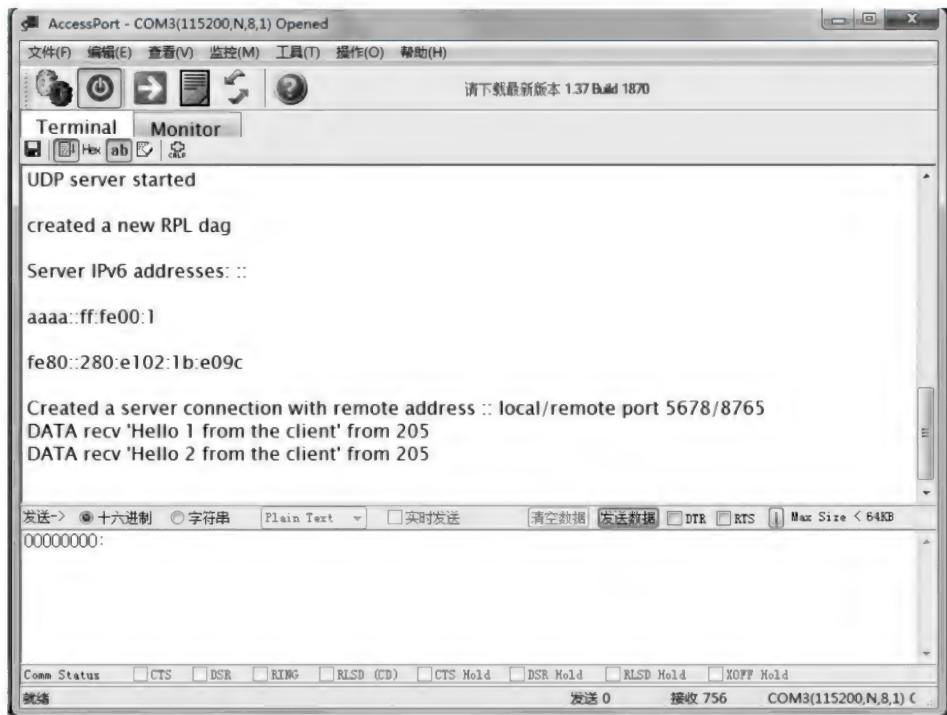 AccessPort - COM3(115200,N,8,1) Opened
文件(F) 编辑(E) 查看(V) 监控(M) 工具(T) 操作(O) 帮助(H)
请下载最新版本 1.37 Build 1870
Terminal Monitor
Hex ab CRLF
UDP server started
created a new RPL dag
Server IPv6 addresses: ::
aaaa::ff:fe00:1
fe80::280:e102:1b:e09c
Created a server connection with remote address :: local/remote port 5678/8765
DATA recv 'Hello 1 from the client' from 205
DATA recv 'Hello 2 from the client' from 205
发送-> 十六进制 字符串 Plain Text 实时发送 清空数据 发送数据 DTR RTS Max Size < 64KB
00000000:
Comm Status CTS DSR RING RLSD (CD) CTS Hold DSR Hold RLSD Hold XOFF Hold
就绪 发送 0 接收 756 COM3(115200,N,8,1) (